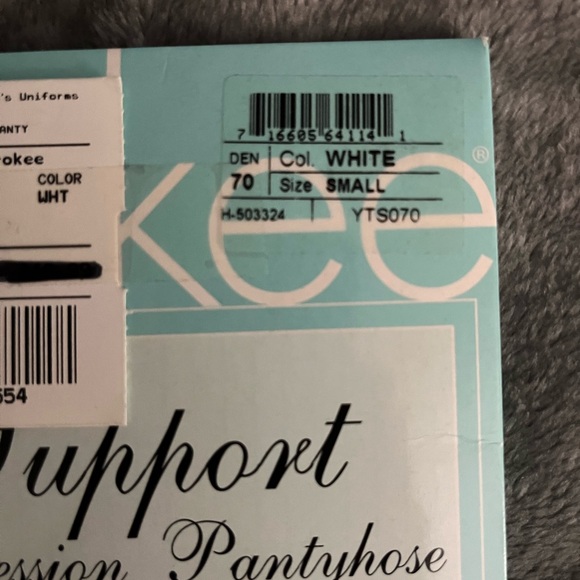 's Uniforms
ANTY
okee
COLOR
WHT
554
kee®
7 16605 64114 1
DEN Col. WHITE
70 Size SMALL
H-503324 YTS070
Support
ession Pantyhose